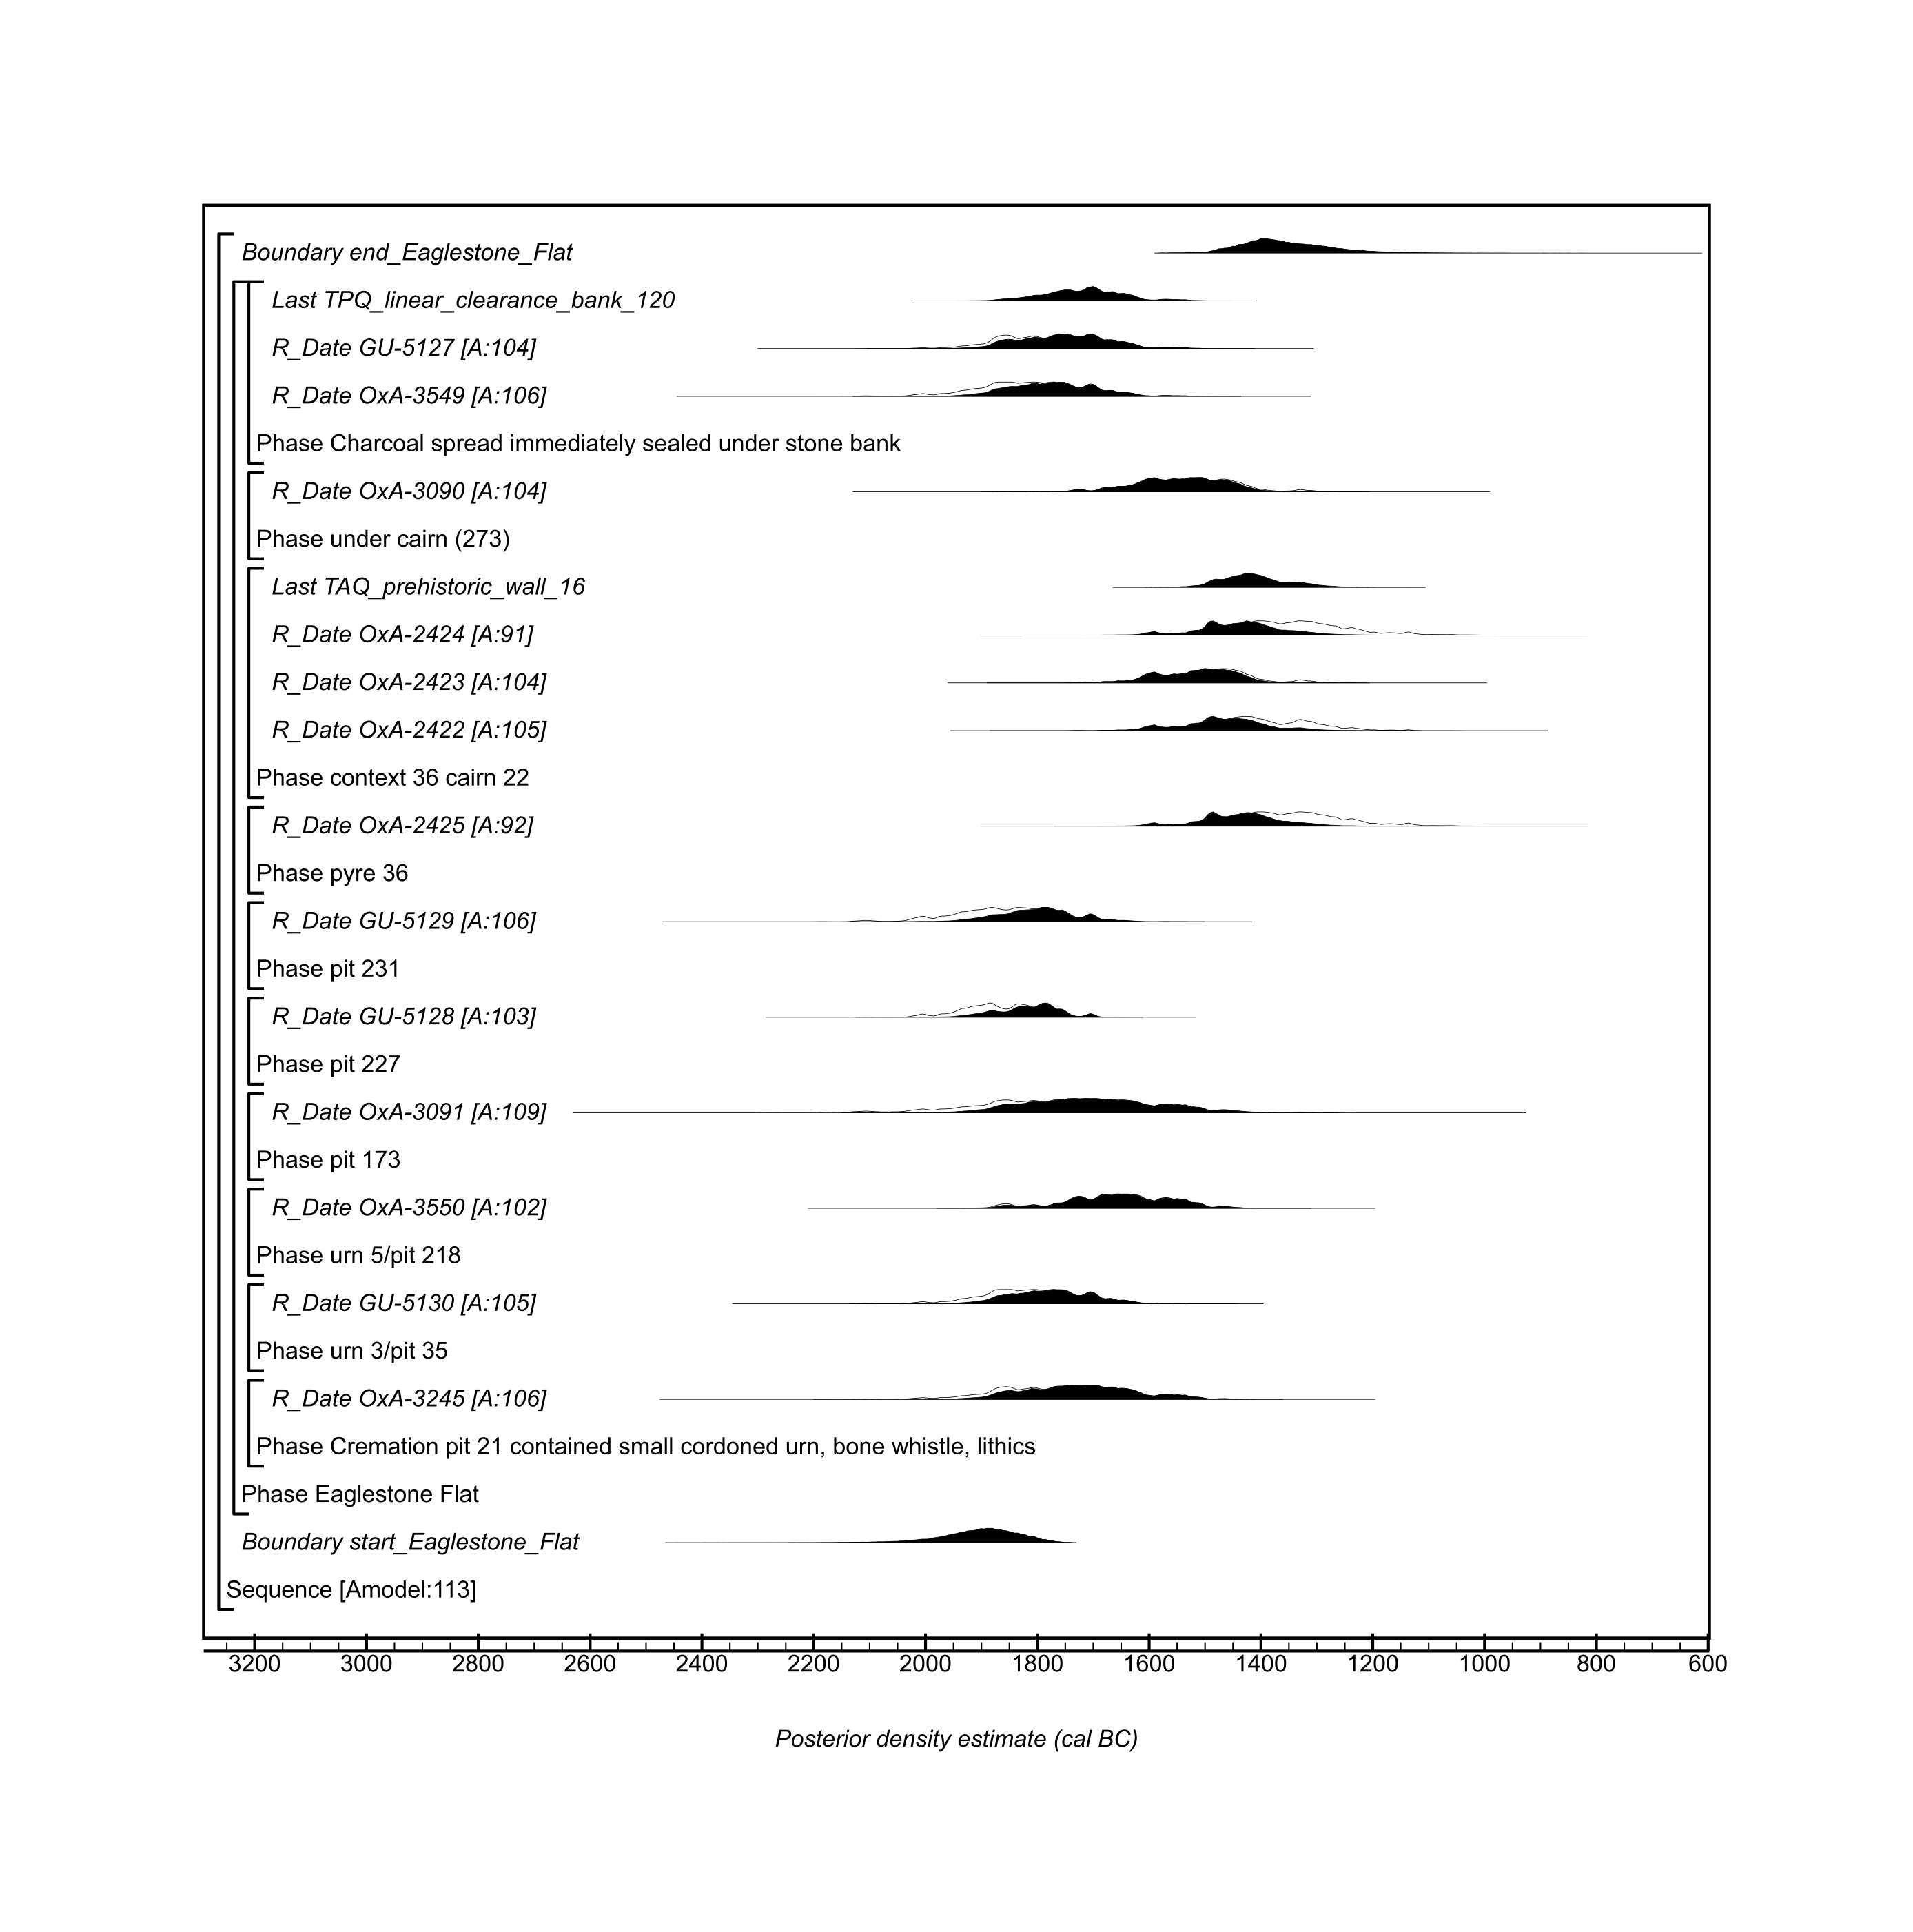 Boundary end_Eaglestone_Flat
Last TPQ_linear_clearance_bank_120
R_Date GU-5127 [A:104]
R_Date OxA-3549 [A:106]
Phase Charcoal spread immediately sealed under stone bank
R_Date OxA-3090 [A:104]
Phase under cairn (273)
Last TAQ_prehistoric_wall_16
R_Date OxA-2424 [A:91]
R_Date OxA-2423 [A:104]
R_Date OxA-2422 [A:105]
Phase context 36 cairn 22
R_Date OxA-2425 [A:92]
Phase pyre 36
R_Date GU-5129 [A:106]
Phase pit 231
R_Date GU-5128 [A:103]
Phase pit 227
R_Date OxA-3091 [A:109]
Phase pit 173
R_Date OxA-3550 [A:102]
Phase urn 5/pit 218
R_Date GU-5130 [A:105]
Phase urn 3/pit 35
R_Date OxA-3245 [A:106]
Phase Cremation pit 21 contained small cordoned urn, bone whistle, lithics
Phase Eaglestone Flat
Boundary start_Eaglestone_Flat
Sequence [Amodel:113]
3200 3000 2800 2600 2400 2200 2000 1800 1600 1400 1200 1000 800 600
Posterior density estimate (cal BC)